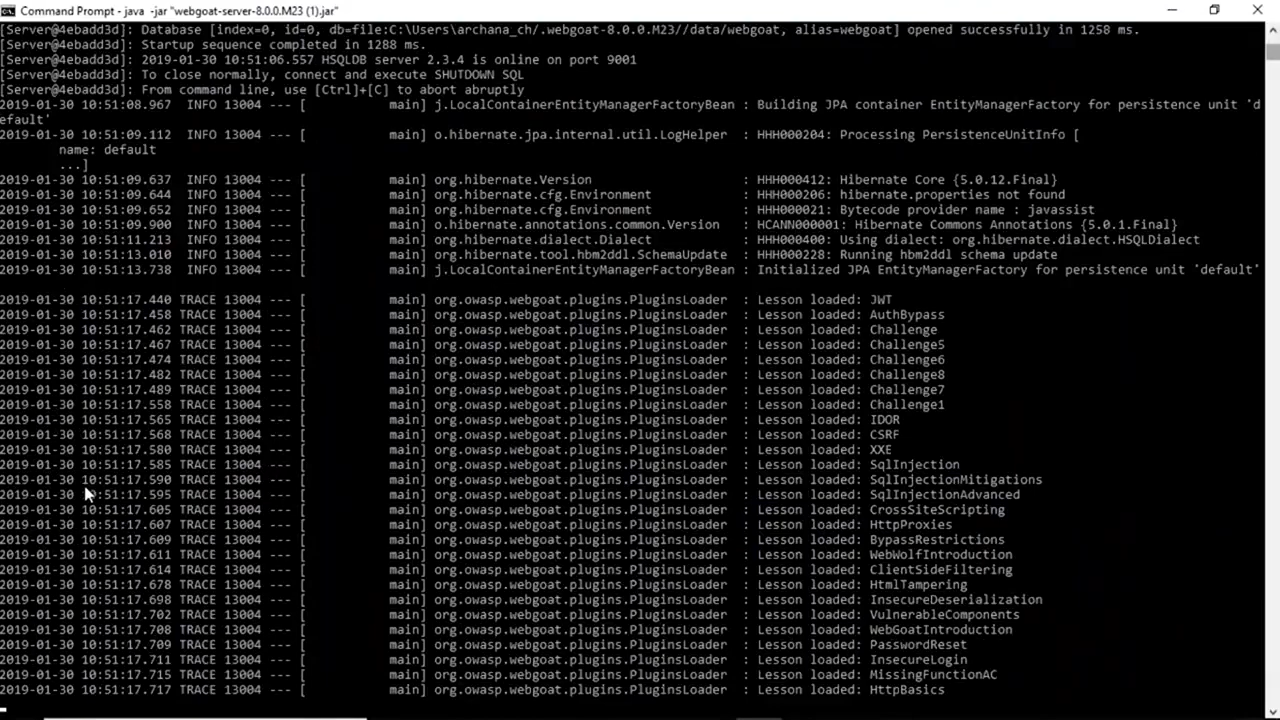 Command Prompt - java -jar "webgoat-server-8.0.0.M23 (1).jar"
[Server@4ebadd3d]: Database [index=0, id=0, db=file:C:\Users\archana_ch/.webgoat-8.0.0.M23//data/webgoat, alias=webgoat] opened successfully in 1258 ms.
[Server@4ebadd3d]: Startup sequence completed in 1288 ms.
[Server@4ebadd3d]: 2019-01-30 10:51:06.557 HSQLDB server 2.3.4 is online on port 9001
[Server@4ebadd3d]: To close normally, connect and execute SHUTDOWN SQL
[Server@4ebadd3d]: From command line, use [Ctrl]+[C] to abort abruptly
2019-01-30 10:51:08.967  INFO 13004 --- [           main] j.LocalContainerEntityManagerFactoryBean : Building JPA container EntityManagerFactory for persistence unit 'd
efault'
2019-01-30 10:51:09.112  INFO 13004 --- [           main] o.hibernate.jpa.internal.util.LogHelper  : HHH000204: Processing PersistenceUnitInfo [
        name: default
        ...]
2019-01-30 10:51:09.637  INFO 13004 --- [           main] org.hibernate.Version                    : HHH000412: Hibernate Core {5.0.12.Final}
2019-01-30 10:51:09.644  INFO 13004 --- [           main] org.hibernate.cfg.Environment            : HHH000206: hibernate.properties not found
2019-01-30 10:51:09.652  INFO 13004 --- [           main] org.hibernate.cfg.Environment            : HHH000021: Bytecode provider name : javassist
2019-01-30 10:51:09.900  INFO 13004 --- [           main] o.hibernate.annotations.common.Version   : HCANN000001: Hibernate Commons Annotations {5.0.1.Final}
2019-01-30 10:51:11.213  INFO 13004 --- [           main] org.hibernate.dialect.Dialect            : HHH000400: Using dialect: org.hibernate.dialect.HSQLDialect
2019-01-30 10:51:13.010  INFO 13004 --- [           main] org.hibernate.tool.hbm2ddl.SchemaUpdate  : HHH000228: Running hbm2ddl schema update
2019-01-30 10:51:13.738  INFO 13004 --- [           main] j.LocalContainerEntityManagerFactoryBean : Initialized JPA EntityManagerFactory for persistence unit 'default'
2019-01-30 10:51:17.440 TRACE 13004 --- [           main] org.owasp.webgoat.plugins.PluginsLoader  : Lesson loaded: JWT
2019-01-30 10:51:17.458 TRACE 13004 --- [           main] org.owasp.webgoat.plugins.PluginsLoader  : Lesson loaded: AuthBypass
2019-01-30 10:51:17.462 TRACE 13004 --- [           main] org.owasp.webgoat.plugins.PluginsLoader  : Lesson loaded: Challenge
2019-01-30 10:51:17.467 TRACE 13004 --- [           main] org.owasp.webgoat.plugins.PluginsLoader  : Lesson loaded: Challenge5
2019-01-30 10:51:17.474 TRACE 13004 --- [           main] org.owasp.webgoat.plugins.PluginsLoader  : Lesson loaded: Challenge6
2019-01-30 10:51:17.482 TRACE 13004 --- [           main] org.owasp.webgoat.plugins.PluginsLoader  : Lesson loaded: Challenge8
2019-01-30 10:51:17.489 TRACE 13004 --- [           main] org.owasp.webgoat.plugins.PluginsLoader  : Lesson loaded: Challenge7
2019-01-30 10:51:17.558 TRACE 13004 --- [           main] org.owasp.webgoat.plugins.PluginsLoader  : Lesson loaded: Challenge1
2019-01-30 10:51:17.565 TRACE 13004 --- [           main] org.owasp.webgoat.plugins.PluginsLoader  : Lesson loaded: IDOR
2019-01-30 10:51:17.568 TRACE 13004 --- [           main] org.owasp.webgoat.plugins.PluginsLoader  : Lesson loaded: CSRF
2019-01-30 10:51:17.580 TRACE 13004 --- [           main] org.owasp.webgoat.plugins.PluginsLoader  : Lesson loaded: XXE
2019-01-30 10:51:17.585 TRACE 13004 --- [           main] org.owasp.webgoat.plugins.PluginsLoader  : Lesson loaded: SqlInjection
2019-01-30 10:51:17.590 TRACE 13004 --- [           main] org.owasp.webgoat.plugins.PluginsLoader  : Lesson loaded: SqlInjectionMitigations
2019-01-30 10:51:17.595 TRACE 13004 --- [           main] org.owasp.webgoat.plugins.PluginsLoader  : Lesson loaded: SqlInjectionAdvanced
2019-01-30 10:51:17.605 TRACE 13004 --- [           main] org.owasp.webgoat.plugins.PluginsLoader  : Lesson loaded: CrossSiteScripting
2019-01-30 10:51:17.607 TRACE 13004 --- [           main] org.owasp.webgoat.plugins.PluginsLoader  : Lesson loaded: HttpProxies
2019-01-30 10:51:17.609 TRACE 13004 --- [           main] org.owasp.webgoat.plugins.PluginsLoader  : Lesson loaded: BypassRestrictions
2019-01-30 10:51:17.611 TRACE 13004 --- [           main] org.owasp.webgoat.plugins.PluginsLoader  : Lesson loaded: WebWolfIntroduction
2019-01-30 10:51:17.614 TRACE 13004 --- [           main] org.owasp.webgoat.plugins.PluginsLoader  : Lesson loaded: ClientSideFiltering
2019-01-30 10:51:17.678 TRACE 13004 --- [           main] org.owasp.webgoat.plugins.PluginsLoader  : Lesson loaded: HtmlTampering
2019-01-30 10:51:17.698 TRACE 13004 --- [           main] org.owasp.webgoat.plugins.PluginsLoader  : Lesson loaded: InsecureDeserialization
2019-01-30 10:51:17.702 TRACE 13004 --- [           main] org.owasp.webgoat.plugins.PluginsLoader  : Lesson loaded: VulnerableComponents
2019-01-30 10:51:17.708 TRACE 13004 --- [           main] org.owasp.webgoat.plugins.PluginsLoader  : Lesson loaded: WebGoatIntroduction
2019-01-30 10:51:17.709 TRACE 13004 --- [           main] org.owasp.webgoat.plugins.PluginsLoader  : Lesson loaded: PasswordReset
2019-01-30 10:51:17.711 TRACE 13004 --- [           main] org.owasp.webgoat.plugins.PluginsLoader  : Lesson loaded: InsecureLogin
2019-01-30 10:51:17.715 TRACE 13004 --- [           main] org.owasp.webgoat.plugins.PluginsLoader  : Lesson loaded: MissingFunctionAC
2019-01-30 10:51:17.717 TRACE 13004 --- [           main] org.owasp.webgoat.plugins.PluginsLoader  : Lesson loaded: HttpBasics